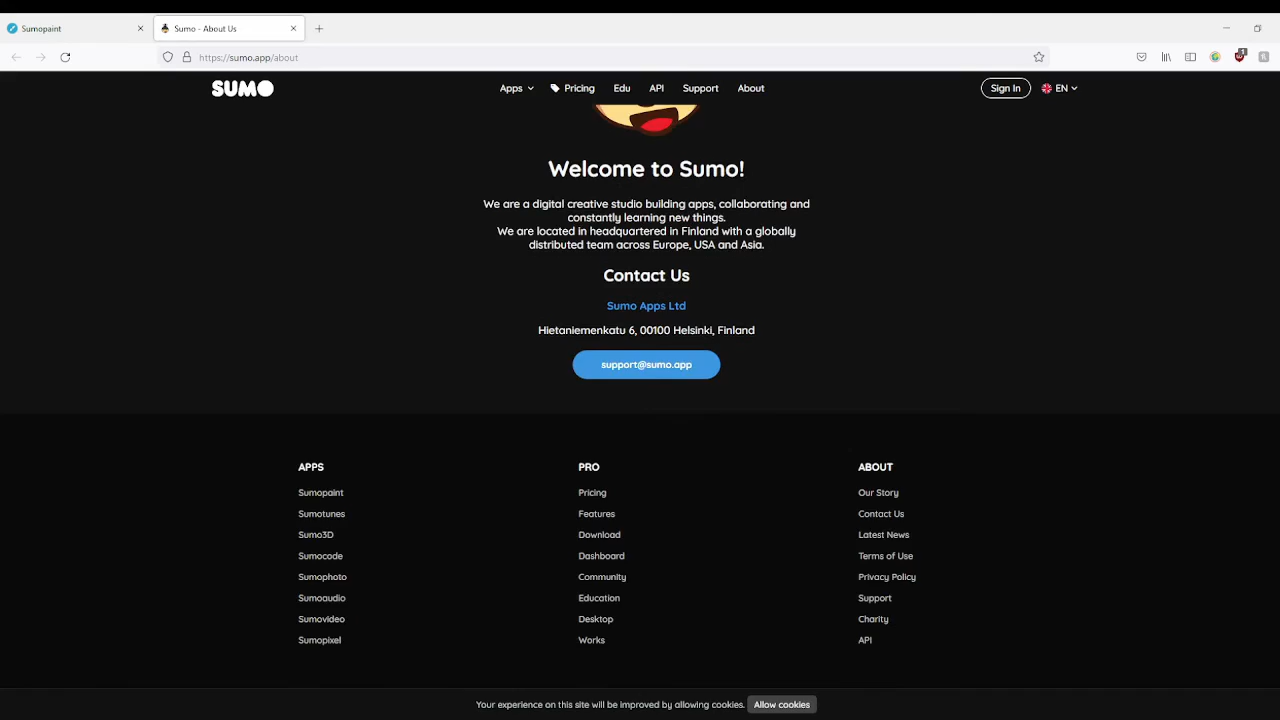 Sumopaint
Sumo - About Us
https://sumo.app/about
SUMO
Apps
Pricing
Edu
API
Support
About
Sign In
EN
Welcome to Sumo!
We are a digital creative studio building apps, collaborating and
constantly learning new things.
We are located in headquartered in Finland with a globally
distributed team across Europe, USA and Asia.
Contact Us
Sumo Apps Ltd
Hietaniemenkatu 6, 00100 Helsinki, Finland
support@sumo.app
APPS
Sumopaint
Sumotunes
Sumo3D
Sumocode
Sumophoto
Sumoaudio
Sumovideo
Sumopixel
PRO
Pricing
Features
Download
Dashboard
Community
Education
Desktop
Works
ABOUT
Our Story
Contact Us
Latest News
Terms of Use
Privacy Policy
Support
Charity
API
Your experience on this site will be improved by allowing cookies.
Allow cookies